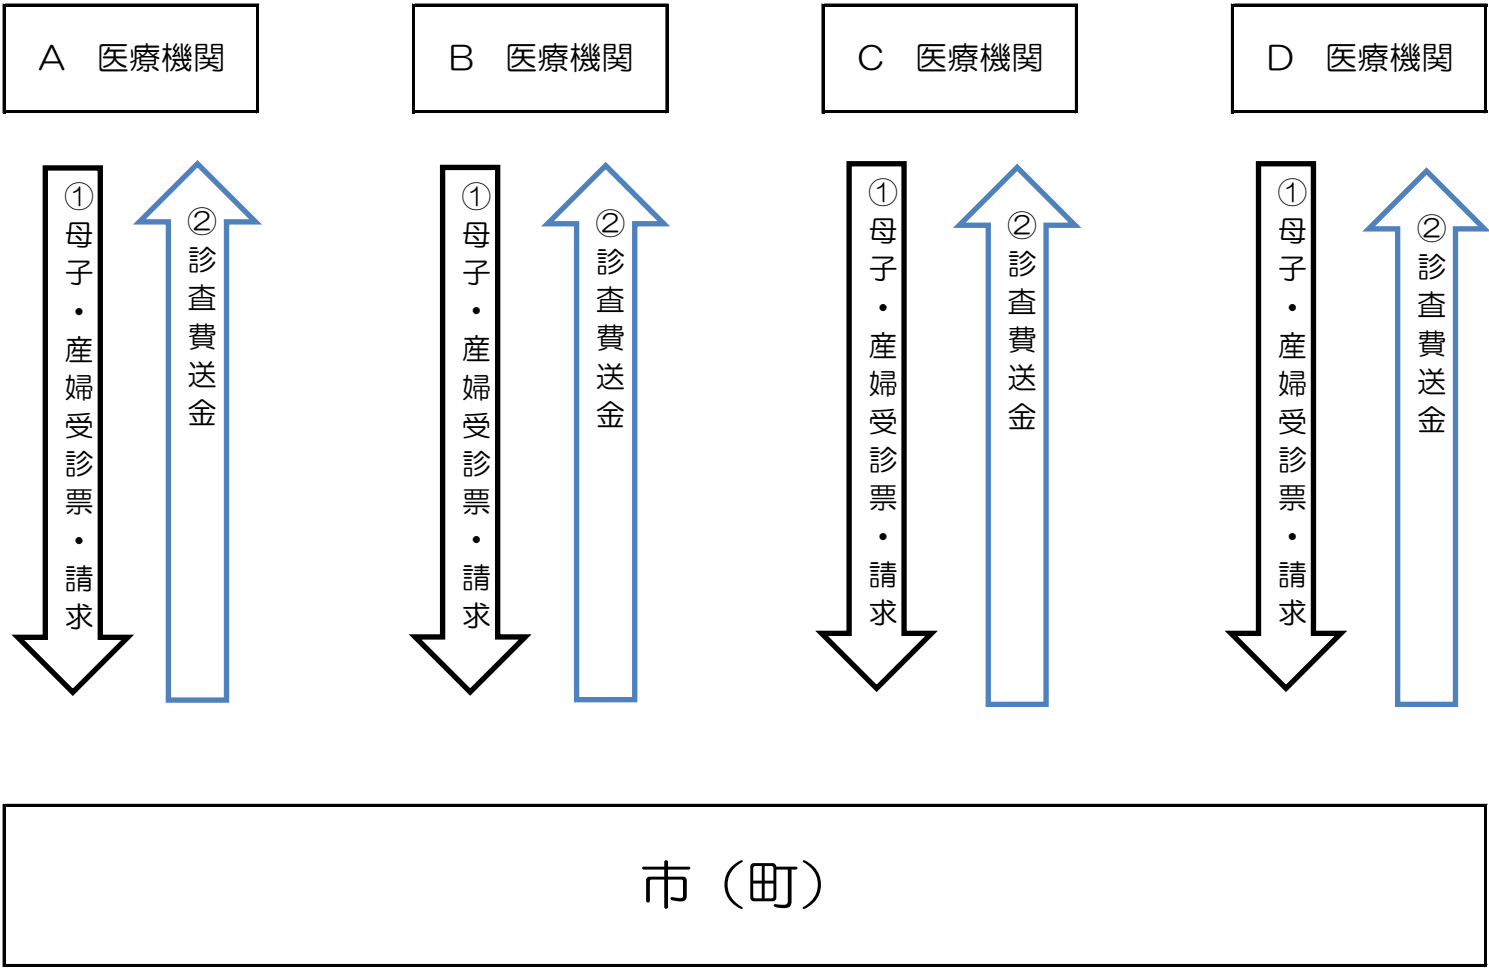 A　医療機関
B　医療機関
C　医療機関
D　医療機関
①母子・産婦受診票・請求
②診査費送金
①母子・産婦受診票・請求
②診査費送金
①母子・産婦受診票・請求
②診査費送金
①母子・産婦受診票・請求
②診査費送金
市（町）